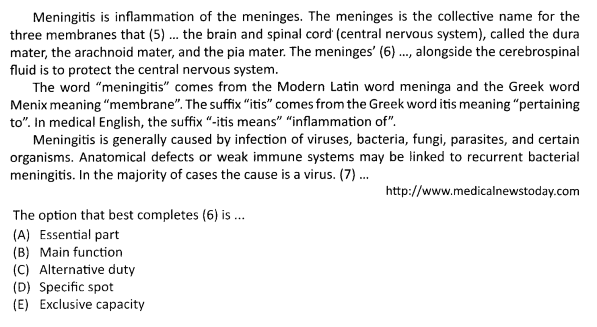 Meningitis is inflammation of the meninges. The meninges is the collective name for the
three membranes that (5) ... the brain and spinal cord (central nervous system), called the dura
mater, the arachnoid mater, and the pia mater. The meninges’ (6) ..., alongside the cerebrospinal
fluid is to protect the central nervous system.
The word “meningitis” comes from the Modern Latin word meninga and the Greek word
Menix meaning “membrane”. The suffix “itis” comes from the Greek word itis meaning “pertaining
to”. In medical English, the suffix “-itis means” “inflammation of”.
Meningitis is generally caused by infection of viruses, bacteria, fungi, parasites, and certain
organisms. Anatomical defects or weak immune systems may be linked to recurrent bacterial
meningitis. In the majority of cases the cause is a virus. (7) ...
http://www.medicalnewstoday.com
The option that best completes (6) is ...
(A) Essential part
(B) Main function
(C) Alternative duty
(D) Specific spot
(E) Exclusive capacity